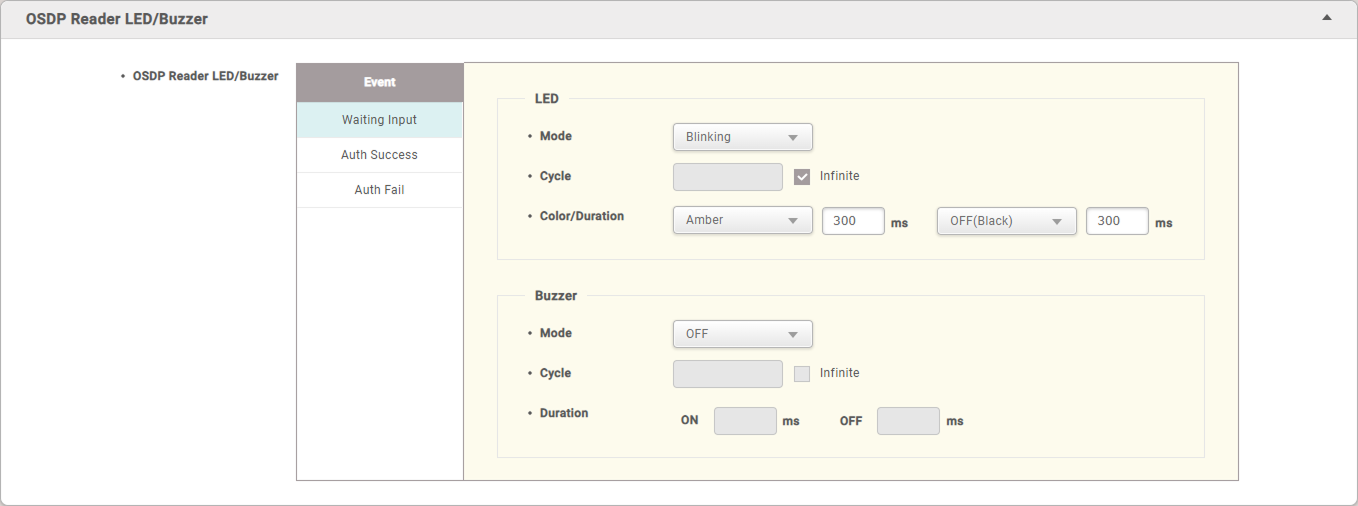 OSDP Reader LED/Buzzer
• OSDP Reader LED/Buzzer
Event
Waiting Input
Auth Success
Auth Fail
LED
• Mode Blinking
• Cycle Infinite
• Color/Duration Amber 300 ms OFF(Black) 300 ms
Buzzer
• Mode OFF
• Cycle Infinite
• Duration ON ms OFF ms